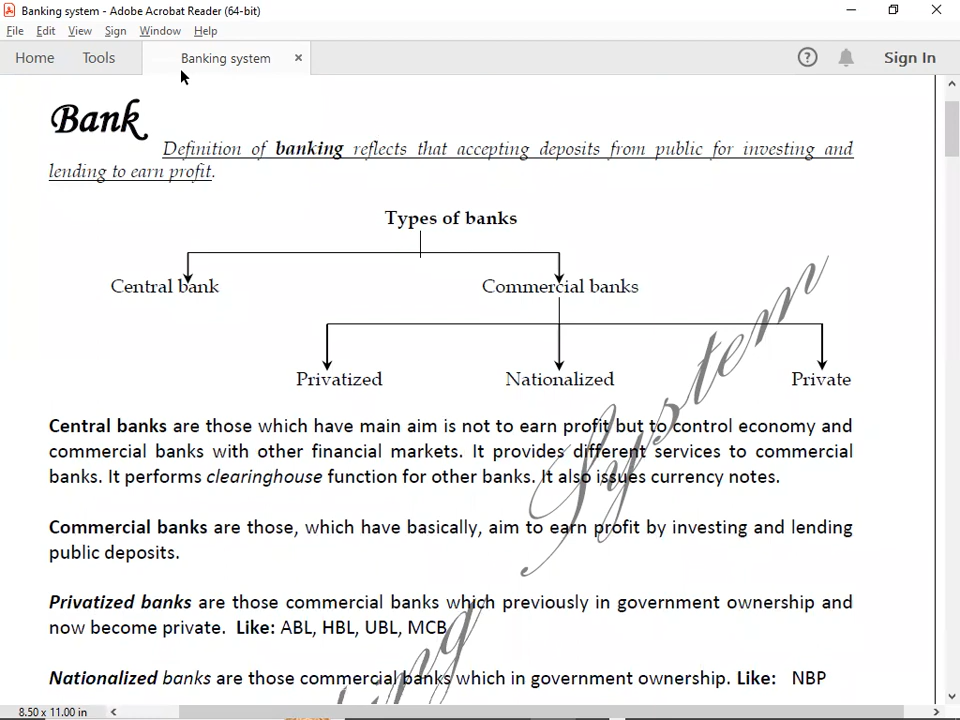 Banking system - Adobe Acrobat Reader (64-bit)
File Edit View Sign Window Help
Home Tools Banking system × ? Sign In
Bank
Definition of banking reflects that accepting deposits from public for investing and
lending to earn profit.
Types of banks
Central bank Commercial banks
Privatized Nationalized Private
Central banks are those which have main aim is not to earn profit but to control economy and
commercial banks with other financial markets. It provides different services to commercial
banks. It performs clearinghouse function for other banks. It also issues currency notes.
Commercial banks are those, which have basically, aim to earn profit by investing and lending
public deposits.
Privatized banks are those commercial banks which previously in government ownership and
now become private. Like: ABL, HBL, UBL, MCB
Nationalized banks are those commercial banks which in government ownership. Like: NBP
System
8.50 x 11.00 in